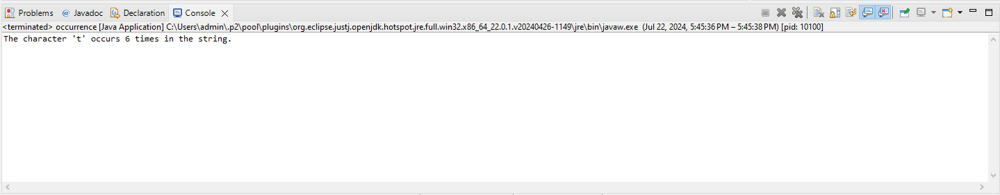 Problems @ Javadoc Declaration Console
<terminated> occurrence [Java Application] C:\Users\admin\.p2\pool\plugins\org.eclipse.justj.openjdk.hotspot.jre.full.win32.x86_64_22.0.1.v20240426-1149\jre\bin\javaw.exe (Jul 22, 2024, 5:45:36 PM – 5:45:38 PM) [pid: 10100]
The character 't' occurs 6 times in the string.